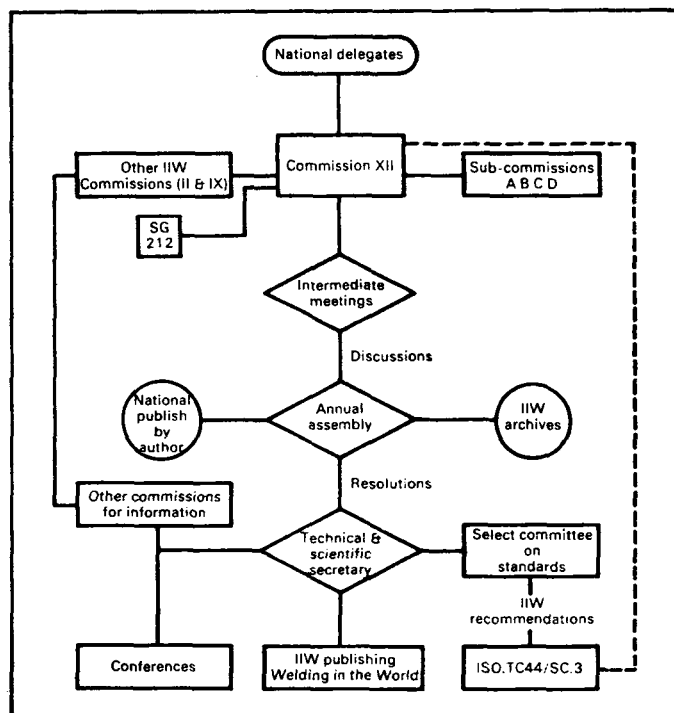 National delegates
Other IIW
Commissions (II & IX)
Commission XII
Sub-commissions
A B C D
SG
212
Intermediate
meetings
Discussions
National
publish
by
author
Annual
assembly
IIW
archives
Resolutions
Other commissions
for information
Technical &
scientific
secretary
Select committee
on
standards
IIW
recommendations
Conferences
IIW publishing
Welding in the World
ISO.TC44/SC.3